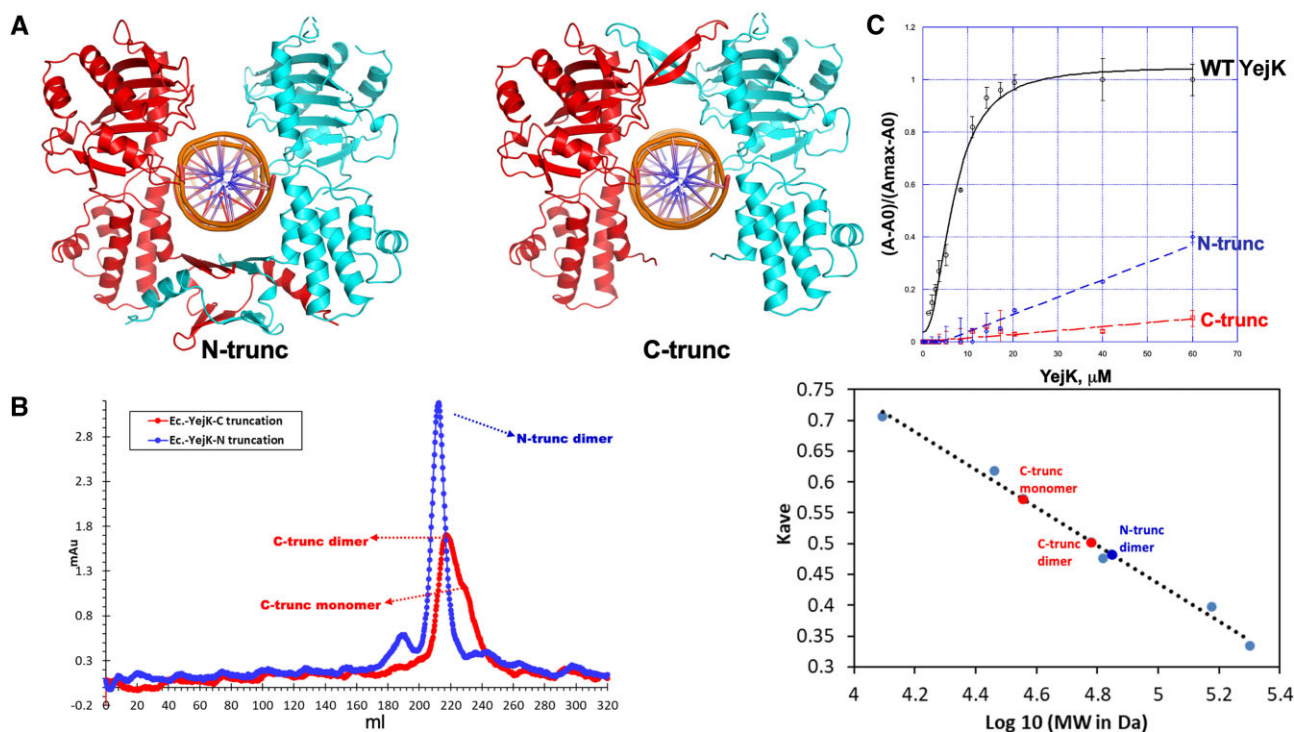 A
N-trunc
C-trunc
C
(A-A0)/(Amax-A0)
1.2
1
0.8
0.6
0.4
0.2
0
WT YejK
N-trunc
C-trunc
0 10 20 30 40 50 60 70
YejK, μM
B
mAu
2.8
2.3
1.8
1.3
0.8
0.3
-0.2
Ec.-YejK-C truncation
Ec.-YejK-N truncation
N-trunc dimer
C-trunc dimer
C-trunc monomer
0 20 40 60 80 100 120 140 160 180 200 220 240 260 280 300 320
ml
Kave
0.75
0.7
0.65
0.6
0.55
0.5
0.45
0.4
0.35
0.3
C-trunc
monomer
C-trunc
dimer
N-trunc
dimer
4 4.2 4.4 4.6 4.8 5 5.2 5.4
Log 10 (MW in Da)